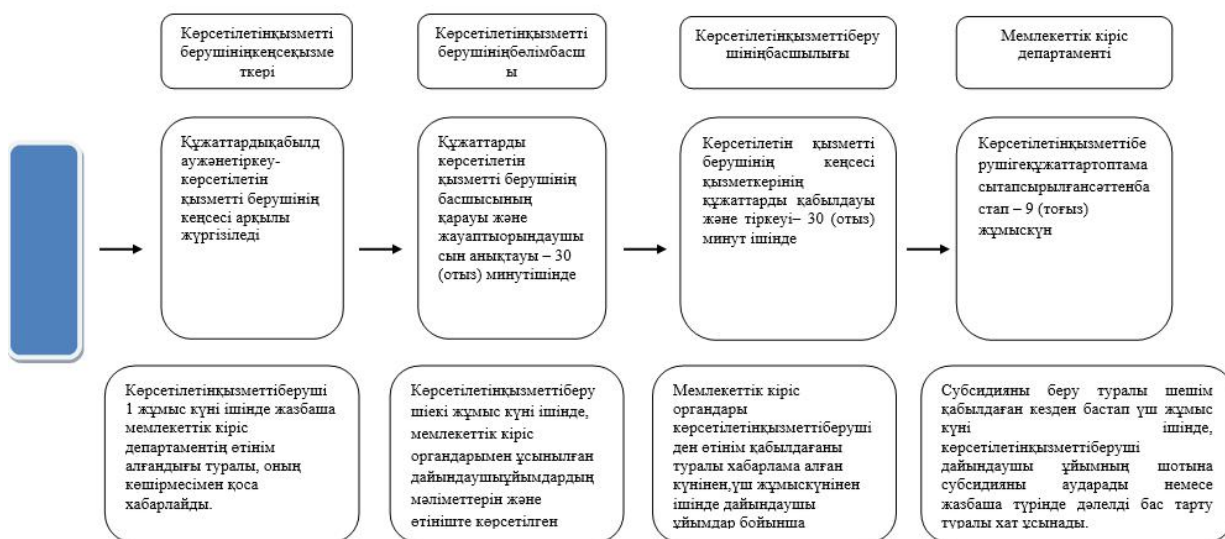 Көрсетілетінқызметті
берушініңкеңсеқызме
ткері
Көрсетілетінқызметті
берушініңбөлімбасш
ы
Көрсетілетінқызметтіберу
шініңбасшылығы
Мемлекеттік кіріс
департаменті
Құжаттардықабылд
аужәнетіркеу-
көрсетілетін
қызметті берушінің
кеңсесі арқылы
жүргізіледі
Құжаттарды
көрсетілетін
қызметті берушінің
басшысының
қарауы және
жауаптыорындаушы
сын анықтауы – 30
(отыз) минутішінде
Көрсетілетін қызметті
берушінің кеңсесі
қызметкерінің
құжаттарды қабылдауы
және тіркеуі– 30 (отыз)
минут ішінде
Көрсетілетінқызметтібе
рушігеқұжаттартоптама
сытапсырылғансәттенба
стап – 9 (тоғыз)
жұмыскүн
Көрсетілетінқызметтіберуші
1 жұмыс күні ішінде жазбаша
мемлекеттік кіріс
департаментің өтінім
алғандығы туралы, оның
көшірмесімен қоса
хабарлайды.
Көрсетілетінқызметтіберу
шіекі жұмыс күні ішінде,
мемлекеттік кіріс
органдарымен ұсынылған
дайындаушыұйымдардың
мәліметтерін және
өтініште көрсетілген
Мемлекеттік кіріс
органдары
көрсетілетінқызметтіберуші
ден өтінім қабылдағаны
туралы хабарлама алған
күнінен,үш жұмыскүнінен
ішінде дайындаушы
ұйымдар бойынша
Субсидияны беру туралы шешім
қабылдаған кезден бастап үш жұмыс
күні ішінде,
көрсетілетінқызметтіберуші
дайындаушы ұйымның шотына
субсидияны аударады немесе
жазбаша түрінде дәлелді бас тарту
туралы хат ұсынады.